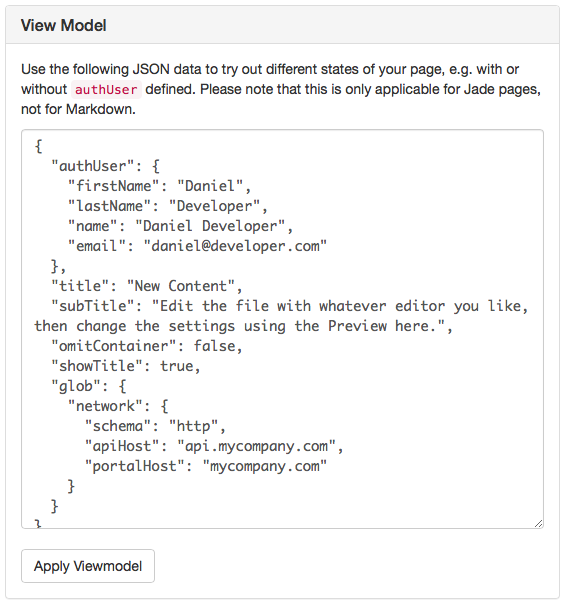 View Model
Use the following JSON data to try out different states of your page, e.g. with or
without authUser defined. Please note that this is only applicable for Jade pages,
not for Markdown.
{
  "authUser": {
    "firstName": "Daniel",
    "lastName": "Developer",
    "name": "Daniel Developer",
    "email": "daniel@developer.com"
  },
  "title": "New Content",
  "subTitle": "Edit the file with whatever editor you like,
then change the settings using the Preview here.",
  "omitContainer": false,
  "showTitle": true,
  "glob": {
    "network": {
      "schema": "http",
      "apiHost": "api.mycompany.com",
      "portalHost": "mycompany.com"
    }
  }
}
Apply Viewmodel